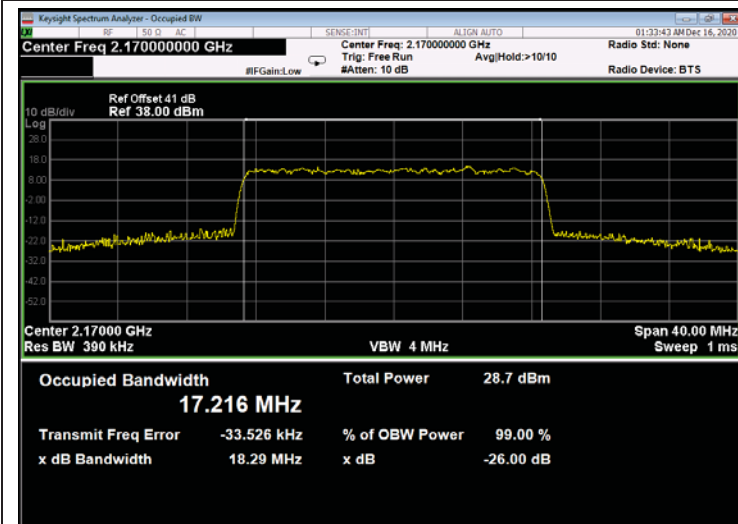 Keysight Spectrum Analyzer - Occupied BW
LXI RF 50 Ω AC SENSE:INT ALIGN AUTO 01:33:43 AM Dec 16, 2020
Center Freq 2.170000000 GHz Center Freq: 2.170000000 GHz Radio Std: None
Trig: Free Run Avg|Hold:>10/10
#IFGain:Low #Atten: 10 dB Radio Device: BTS
Ref Offset 41 dB
10 dB/div Ref 38.00 dBm
Log
28.0
18.0
8.00
-2.00
-12.0
-22.0
-32.0
-42.0
-52.0
Center 2.17000 GHz Span 40.00 MHz
Res BW 390 kHz VBW 4 MHz Sweep 1 ms
Occupied Bandwidth Total Power 28.7 dBm
17.216 MHz
Transmit Freq Error -33.526 kHz % of OBW Power 99.00 %
x dB Bandwidth 18.29 MHz x dB -26.00 dB